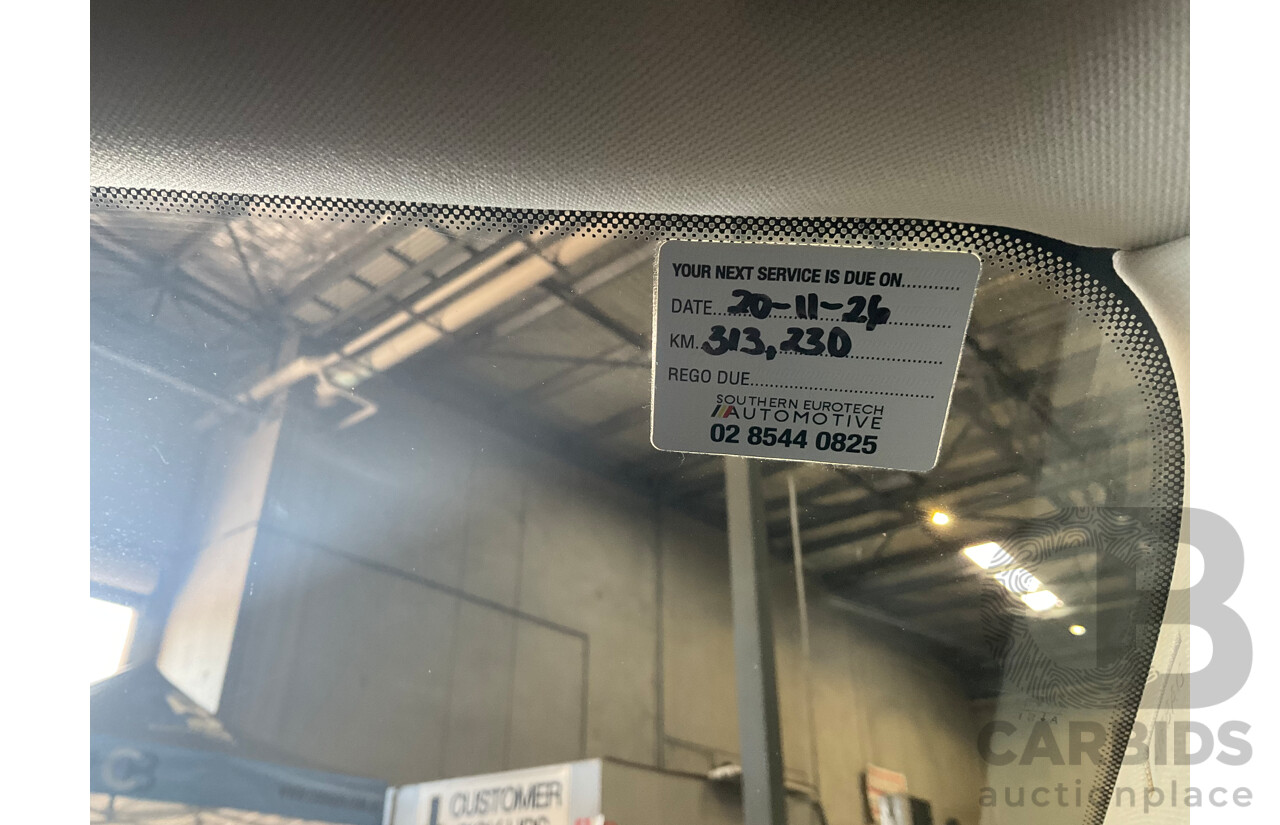 YOUR NEXT SERVICE IS DUE ON..........
DATE 20-11-26
KM. 313,230
REGO DUE
SOUTHERN EUROTECH
AUTOMOTIVE
02 8544 0825
CUSTOMER
CARBIDS
auctionplace